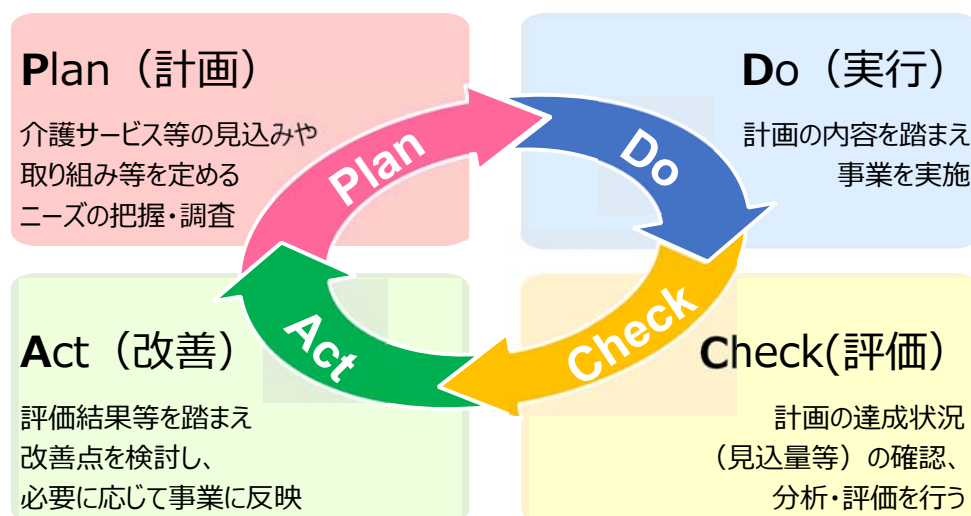 Plan（計画）
介護サービス等の見込みや
取り組み等を定める
ニーズの把握・調査
Do（実行）
計画の内容を踏まえ
事業を実施
Plan
Do
Check
Act
Act（改善）
評価結果等を踏まえ
改善点を検討し、
必要に応じて事業に反映
Check(評価）
計画の達成状況
（見込量等）の確認、
分析・評価を行う